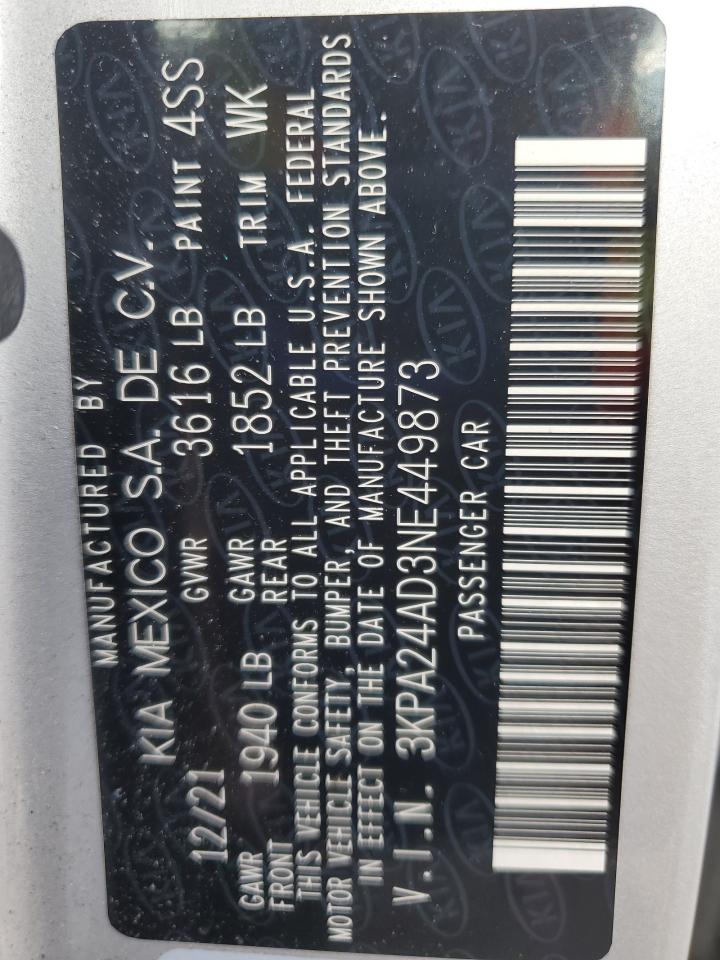 MANUFACTURED BY
KIA MEXICO S.A. DE C.V.
12/21 GVWR 3616 LB PAINT 4SS
GAWR FRONT 1940 LB GAWR REAR 1852 LB TRIM WK
THIS VEHICLE CONFORMS TO ALL APPLICABLE U.S.A. FEDERAL
MOTOR VEHICLE SAFETY, BUMPER, AND THEFT PREVENTION STANDARDS
IN EFFECT ON THE DATE OF MANUFACTURE SHOWN ABOVE.
V.I.N. 3KPA24AD3NE449873
PASSENGER CAR